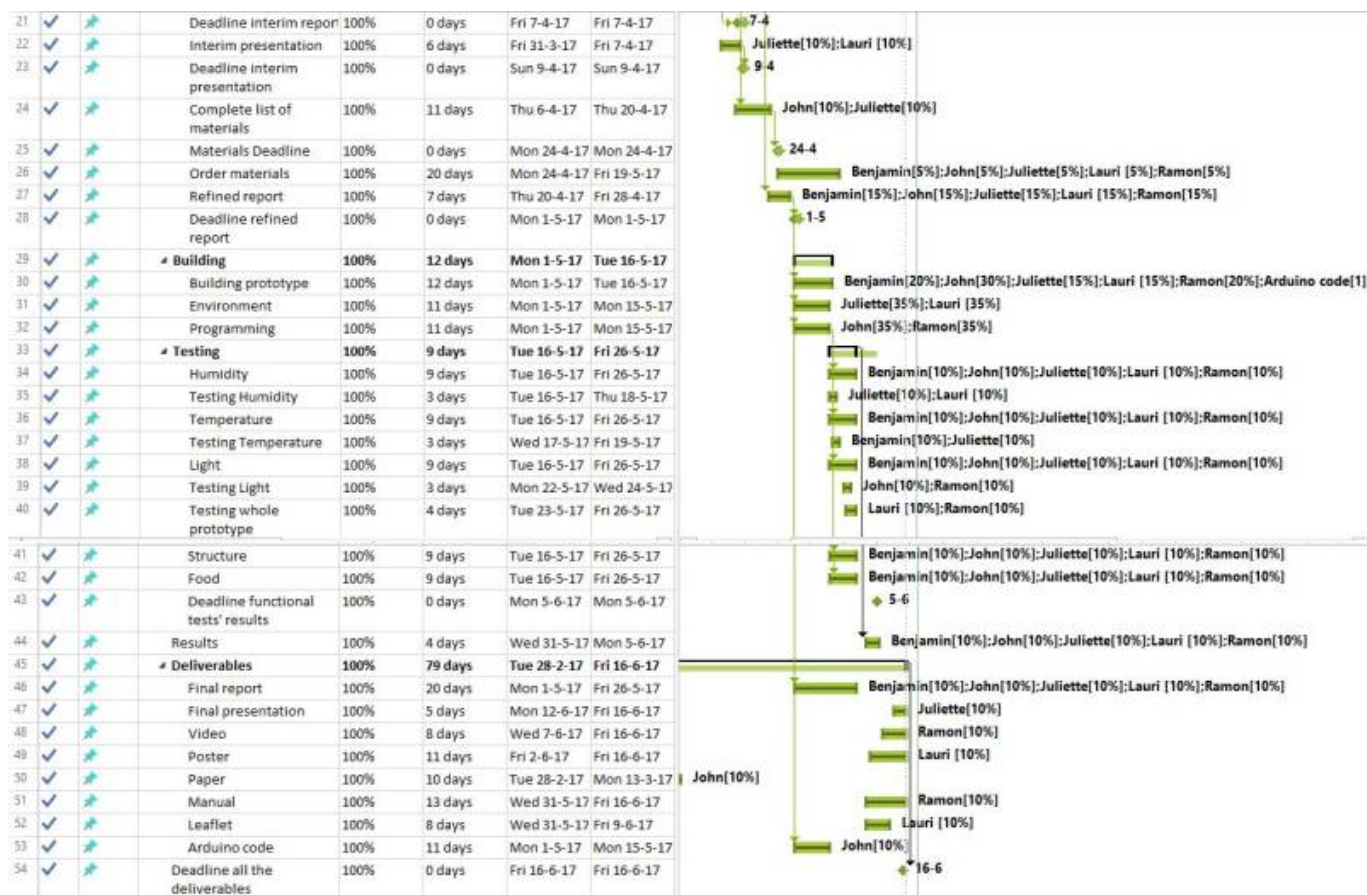 21 Deadline interim report 100% 0 days Fri 7-4-17 Fri 7-4-17 7-4
22 Interim presentation 100% 6 days Fri 31-3-17 Fri 7-4-17 Juliette[10%];Lauri [10%]
23 Deadline interim 100% 0 days Sun 9-4-17 Sun 9-4-17 9-4
presentation
24 Complete list of 100% 11 days Thu 6-4-17 Thu 20-4-17 John[10%];Juliette[10%]
materials
25 Materials Deadline 100% 0 days Mon 24-4-17 Mon 24-4-17 24-4
26 Order materials 100% 20 days Mon 24-4-17 Fri 19-5-17 Benjamin[5%];John[5%];Juliette[5%];Lauri [5%];Ramon[5%]
27 Refined report 100% 7 days Thu 20-4-17 Fri 28-4-17 Benjamin[15%];John[15%];Juliette[15%];Lauri [15%];Ramon[15%]
28 Deadline refined 100% 0 days Mon 1-5-17 Mon 1-5-17 1-5
report
29 Building 100% 12 days Mon 1-5-17 Tue 16-5-17
30 Building prototype 100% 12 days Mon 1-5-17 Tue 16-5-17 Benjamin[20%];John[30%];Juliette[15%];Lauri [15%];Ramon[20%];Arduino code[1]
31 Environment 100% 11 days Mon 1-5-17 Mon 15-5-17 Juliette[35%];Lauri [35%]
32 Programming 100% 11 days Mon 1-5-17 Mon 15-5-17 John[35%];Ramon[35%]
33 Testing 100% 9 days Tue 16-5-17 Fri 26-5-17
34 Humidity 100% 9 days Tue 16-5-17 Fri 26-5-17 Benjamin[10%];John[10%];Juliette[10%];Lauri [10%];Ramon[10%]
35 Testing Humidity 100% 3 days Tue 16-5-17 Thu 18-5-17 Juliette[10%];Lauri [10%]
36 Temperature 100% 9 days Tue 16-5-17 Fri 26-5-17 Benjamin[10%];John[10%];Juliette[10%];Lauri [10%];Ramon[10%]
37 Testing Temperature 100% 3 days Wed 17-5-17 Fri 19-5-17 Benjamin[10%];Juliette[10%]
38 Light 100% 9 days Tue 16-5-17 Fri 26-5-17 Benjamin[10%];John[10%];Juliette[10%];Lauri [10%];Ramon[10%]
39 Testing Light 100% 3 days Mon 22-5-17 Wed 24-5-17 John[10%];Ramon[10%]
40 Testing whole 100% 4 days Tue 23-5-17 Fri 26-5-17 Lauri [10%];Ramon[10%]
prototype
41 Structure 100% 9 days Tue 16-5-17 Fri 26-5-17 Benjamin[10%];John[10%];Juliette[10%];Lauri [10%];Ramon[10%]
42 Food 100% 9 days Tue 16-5-17 Fri 26-5-17 Benjamin[10%];John[10%];Juliette[10%];Lauri [10%];Ramon[10%]
43 Deadline functional 100% 0 days Mon 5-6-17 Mon 5-6-17 5-6
tests' results
44 Results 100% 4 days Wed 31-5-17 Mon 5-6-17 Benjamin[10%];John[10%];Juliette[10%];Lauri [10%];Ramon[10%]
45 Deliverables 100% 79 days Tue 28-2-17 Fri 16-6-17
46 Final report 100% 20 days Mon 1-5-17 Fri 26-5-17 Benjamin[10%];John[10%];Juliette[10%];Lauri [10%];Ramon[10%]
47 Final presentation 100% 5 days Mon 12-6-17 Fri 16-6-17 Juliette[10%]
48 Video 100% 8 days Wed 7-6-17 Fri 16-6-17 Ramon[10%]
49 Poster 100% 11 days Fri 2-6-17 Fri 16-6-17 Lauri [10%]
50 Paper 100% 10 days Tue 28-2-17 Mon 13-3-17 John[10%]
51 Manual 100% 13 days Wed 31-5-17 Fri 16-6-17 Ramon[10%]
52 Leaflet 100% 8 days Wed 31-5-17 Fri 9-6-17 Lauri [10%]
53 Arduino code 100% 11 days Mon 1-5-17 Mon 15-5-17 John[10%]
54 Deadline all the 100% 0 days Fri 16-6-17 Fri 16-6-17 16-6
deliverables